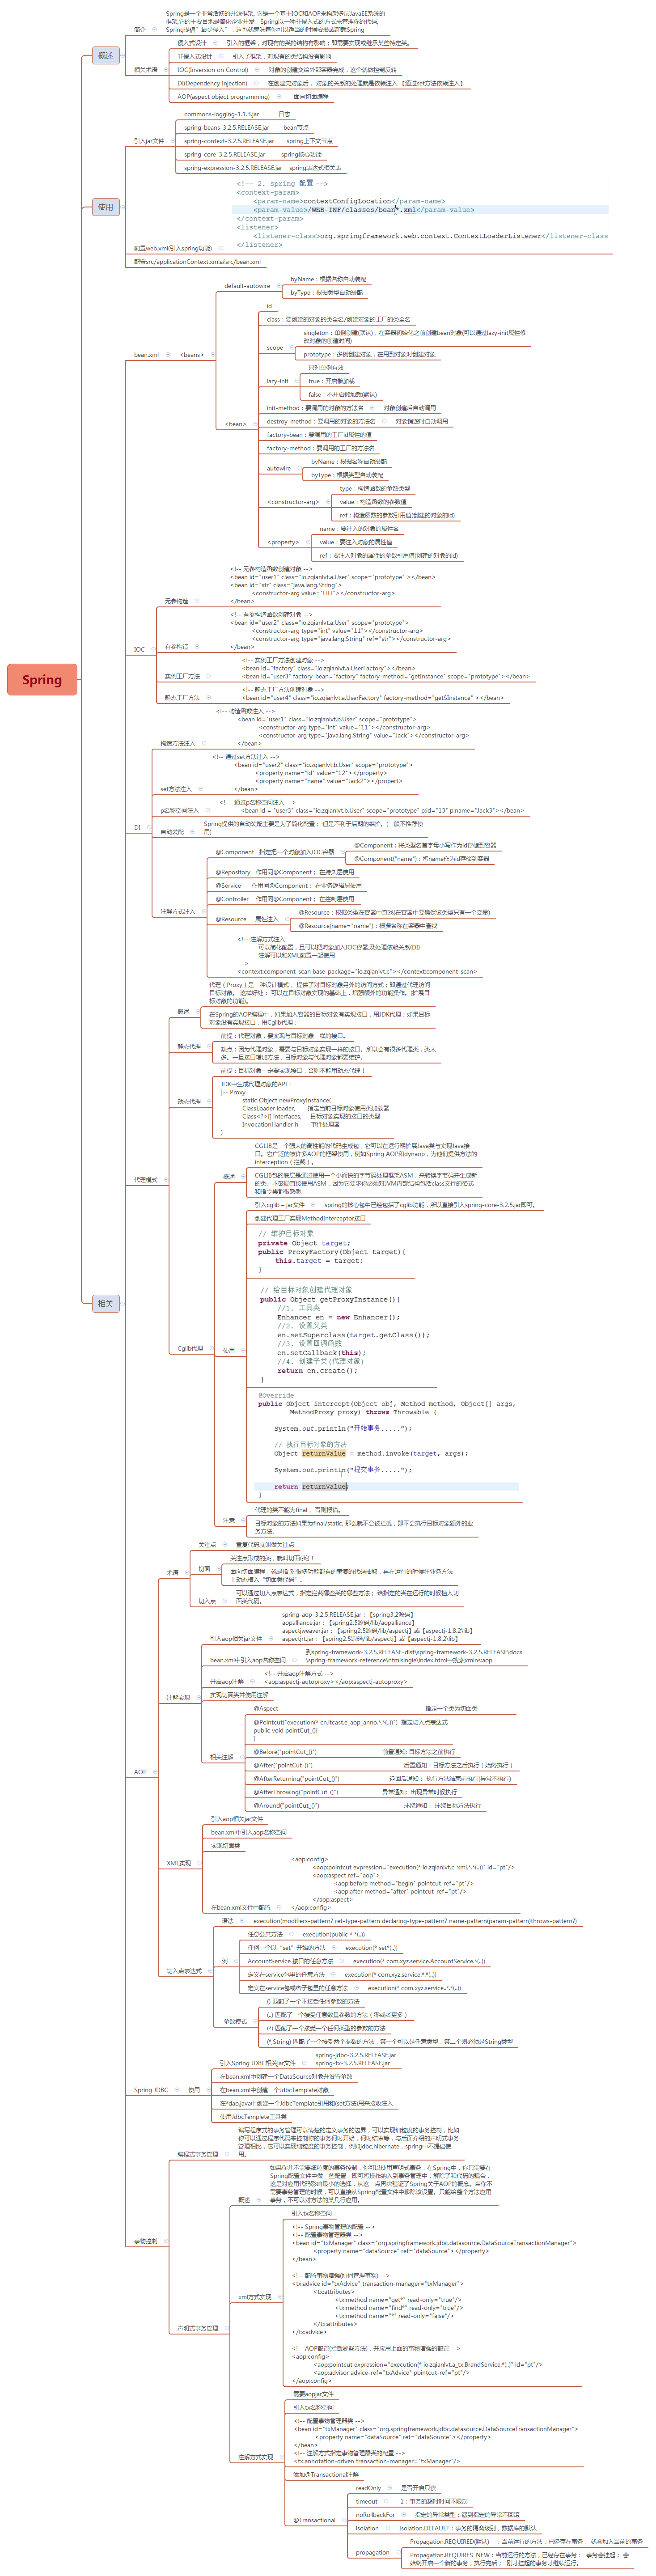 Spring
概述
简介
Spring是一个非常活跃的开源框架, 它是一个基于IOC和AOP来构架多层JavaEE系统的
框架,它的主要目地是简化企业开发。Spring以一种非侵入式的方式来管理你的代码,
Spring提倡"最少侵入", 这也就意味着你可以适当的时候安装或卸载Spring
相关术语
侵入式设计 引入的框架，对现有的类的结构有影响；即需要实现或继承某些特定类。
非侵入式设计 引入了框架，对现有的类结构没有影响
IOC(Inversion on Control) 对象的创建交给外部容器完成，这个就做控制反转
DI(Dependency Injection) 在创建完对象后， 对象的关系的处理就是依赖注入 【通过set方法依赖注入】
AOP(aspect object programming) 面向切面编程
使用
引入jar文件
commons-logging-1.1.3.jar 日志
spring-beans-3.2.5.RELEASE.jar bean节点
spring-context-3.2.5.RELEASE.jar spring上下文节点
spring-core-3.2.5.RELEASE.jar spring核心功能
spring-expression-3.2.5.RELEASE.jar spring表达式相关表
配置web.xml(引入spring功能)
<!-- 2. spring 配置 -->
<context-param>
<param-name>contextConfigLocation</param-name>
<param-value>/WEB-INF/classes/bean*.xml</param-value>
</context-param>
<listener>
<listener-class>org.springframework.web.context.ContextLoaderListener</listener-class
</listener>
配置src/applicationContext.xml或src/bean.xml
相关
bean.xml
<beans>
default-autowire
byName：根据名称自动装配
byType：根据类型自动装配
<bean>
id
class：要创建的对象的类全名/创建对象的工厂的类全名
scope
singleton：单例创建(默认)，在容器初始化之前创建bean对象(可以通过lazy-init属性修
改对象的创建时间)
prototype：多例创建对象，在用到对象时创建对象
lazy-init
只对单例有效
true：开启懒加载
false：不开启懒加载(默认)
init-method：要调用的对象的方法名 对象创建后自动调用
destroy-method：要调用的对象的方法名 对象销毁时自动调用
factory-bean：要调用的工厂id属性的值
factory-method：要调用的工厂的方法名
autowire
byName：根据名称自动装配
byType：根据类型自动装配
<constructor-arg>
type：构造函数的参数类型
value：构造函数的参数值
ref：构造函数的参数引用值(创建的对象的id)
<property>
name：要注入的对象的属性名
value：要注入对象的属性值
ref：要注入对象的属性的参数引用值(创建的对象的id)
IOC
无参构造
<!-- 无参构造函数创建对象 -->
<bean id="user1" class="io.zqianlvt.a.User" scope="prototype" ></bean>
<bean id="str" class="java.lang.String">
<constructor-arg value="LILI"></constructor-arg>
</bean>
有参构造
<!-- 有参构造函数创建对象 -->
<bean id="user2" class="io.zqianlvt.a.User" scope="prototype">
<constructor-arg type="int" value="11"></constructor-arg>
<constructor-arg type="java.lang.String" ref="str"></constructor-arg>
</bean>
实例工厂方法
<!-- 实例工厂方法创建对象 -->
<bean id="factory" class="io.zqianlvt.a.UserFactory"></bean>
<bean id="user3" factory-bean="factory" factory-method="getInstance" scope="prototype"></bean>
静态工厂方法
<!-- 静态工厂方法创建对象 -->
<bean id="user4" class="io.zqianlvt.a.UserFactory" factory-method="getSInstance" ></bean>
DI
构造方法注入
<!-- 构造函数注入 -->
<bean id="user1" class="io.zqianlvt.b.User" scope="prototype">
<constructor-arg type="int" value="11"></constructor-arg>
<constructor-arg type="java.lang.String" value="Jack"></constructor-arg>
</bean>
set方法注入
<!-- 通过set方法注入 -->
<bean id="user2" class="io.zqianlvt.b.User" scope="prototype">
<property name="id" value="12"></property>
<property name="name" value="Jack2"></propert>
</bean>
p名称空间注入
<!-- 通过p名称空间注入 -->
<bean id = "user3" class="io.zqianlvt.b.User" scope="prototype" p:id="13" p:name="Jack3"></bean>
自动装配
Spring提供的自动装配主要是为了简化配置； 但是不利于后期的维护。(一般不推荐使
用)
注解方式注入
@Component 指定把一个对象加入IOC容器
@Component：将类型名首字母小写作为id存储到容器
@Component("name")：将name作为id存储到容器
@Repository 作用同@Component； 在持久层使用
@Service 作用同@Component； 在业务逻辑层使用
@Controller 作用同@Component； 在控制层使用
@Resource 属性注入
@Resource：根据类型在容器中查找(在容器中要确保该类型只有一个变量)
@Resource(name="name")：根据名称在容器中查找
<!-- 注解方式注入
可以简化配置，且可以把对象加入IOC容器,及处理依赖关系(DI)
注解可以和XML配置一起使用
-->
<context:component-scan base-package="io.zqianlvt.c"></context:component-scan>
代理模式
概述
代理（Proxy）是一种设计模式， 提供了对目标对象另外的访问方式；即通过代理访问
目标对象。 这样好处： 可以在目标对象实现的基础上，增强额外的功能操作。(扩展目
标对象的功能)。
在Spring的AOP编程中，如果加入容器的目标对象有实现接口，用JDK代理；如果目标
对象没有实现接口，用Cglib代理；
静态代理
前提：代理对象，要实现与目标对象一样的接口。
缺点：因为代理对象，需要与目标对象实现一样的接口。所以会有很多代理类，类太
多。一旦接口增加方法，目标对象与代理对象都要维护。
动态代理
前提：目标对象一定要实现接口，否则不能用动态代理！
JDK中生成代理对象的API：
|-- Proxy
static Object newProxyInstance(
ClassLoader loader, 指定当前目标对象使用类加载器
Class<?>[] interfaces, 目标对象实现的接口的类型
InvocationHandler h 事件处理器
)
Cglib代理
概述
CGLIB是一个强大的高性能的代码生成包，它可以在运行期扩展Java类与实现Java接
口。它广泛的被许多AOP的框架使用，例如Spring AOP和dynaop，为他们提供方法的
interception（拦截）。
CGLIB包的底层是通过使用一个小而快的字节码处理框架ASM，来转换字节码并生成新
的类。不鼓励直接使用ASM，因为它要求你必须对JVM内部结构包括class文件的格式
和指令集都很熟悉。
使用
引入cglib – jar文件 spring的核心包中已经包括了cglib功能，所以直接引入spring-core-3.2.5.jar即可。
创建代理工厂实现MethodInterceptor接口
// 维护目标对象
private Object target;
public ProxyFactory(Object target){
this.target = target;
}
// 给目标对象创建代理对象
public Object getProxyInstance(){
//1. 工具类
Enhancer en = new Enhancer();
//2. 设置父类
en.setSuperclass(target.getClass());
//3. 设置回调函数
en.setCallback(this);
//4. 创建子类(代理对象)
return en.create();
}
@Override
public Object intercept(Object obj, Method method, Object[] args,
MethodProxy proxy) throws Throwable {
System.out.println("开始事务.....");
// 执行目标对象的方法
Object returnValue = method.invoke(target, args);
System.out.println("提交事务.....");
return returnValue;
}
注意
代理的类不能为final， 否则报错。
目标对象的方法如果为final/static, 那么就不会被拦截，即不会执行目标对象额外的业
务方法。
AOP
术语
关注点 重复代码就叫做关注点
切面
关注点形成的类，就叫切面(类)！
面向切面编程，就是指 对很多功能都有的重复的代码抽取，再在运行的时候往业务方法
上动态植入"切面类代码"。
切入点
可以通过切入点表达式，指定拦截哪些类的哪些方法； 给指定的类在运行的时候植入切
面类代码。
注解实现
引入aop相关jar文件
spring-aop-3.2.5.RELEASE.jar：【spring3.2源码】
aopalliance.jar：【spring2.5源码/lib/aopalliance】
aspectjweaver.jar：【spring2.5源码/lib/aspectj】或【aspectj-1.8.2\lib】
aspectjrt.jar：【spring2.5源码/lib/aspectj】或【aspectj-1.8.2\lib】
bean.xml中引入aop名称空间
到spring-framework-3.2.5.RELEASE-dist\spring-framework-3.2.5.RELEASE\docs
\spring-framework-reference\htmlsingle\index.html中搜素xmlns:aop
开启aop注解
<!-- 开启aop注解方式 -->
<aop:aspectj-autoproxy></aop:aspectj-autoproxy>
实现切面类并使用注解
相关注解
@Aspect 指定一个类为切面类
@Pointcut("execution(* cn.itcast.e_aop_anno.*.*(..))") 指定切入点表达式
public void pointCut_(){
}
@Before("pointCut_()") 前置通知: 目标方法之前执行
@After("pointCut_()") 后置通知：目标方法之后执行（始终执行）
@AfterReturning("pointCut_()") 返回后通知： 执行方法结束前执行(异常不执行)
@AfterThrowing("pointCut_()") 异常通知: 出现异常时候执行
@Around("pointCut_()") 环绕通知： 环绕目标方法执行
XML实现
引入aop相关jar文件
bean.xml中引入aop名称空间
实现切面类
在bean.xml文件中配置
<aop:config>
<aop:pointcut expression="execution(* io.zqianlvt.c_xml.*.*(..))" id="pt"/>
<aop:aspect ref="aop">
<aop:before method="begin" pointcut-ref="pt"/>
<aop:after method="after" pointcut-ref="pt"/>
</aop:aspect>
</aop:config>
切入点表达式
语法 execution(modifiers-pattern? ret-type-pattern declaring-type-pattern? name-pattern(param-pattern)throws-pattern?)
例
任意公共方法 execution(public * *(..))
任何一个以"set"开始的方法 execution(* set*(..))
AccountService 接口的任意方法 execution(* com.xyz.service.AccountService.*(..))
定义在service包里的任意方法 execution(* com.xyz.service.*.*(..))
定义在service包或者子包里的任意方法 execution(* com.xyz.service..*.*(..))
参数模式
() 匹配了一个不接受任何参数的方法
(..) 匹配了一个接受任意数量参数的方法（零或者更多）
(*) 匹配了一个接受一个任何类型的参数的方法
(*,String) 匹配了一个接受两个参数的方法，第一个可以是任意类型，第二个则必须是String类型
Spring JDBC
使用
引入Spring JDBC相关jar文件
spring-jdbc-3.2.5.RELEASE.jar
spring-tx-3.2.5.RELEASE.jar
在bean.xml中创建一个DataSource对象并设置参数
在bean.xml中创建一个JdbcTemplate对象
在*dao.java中创建一个JdbcTemplate引用和(set方法)用来接收注入
使用JdbcTemplete工具类
事物控制
编程式事务管理
编写程序式的事务管理可以清楚的定义事务的边界，可以实现细粒度的事务控制，比如
你可以通过程序代码来控制你的事务何时开始，何时结束等，与后面介绍的声明式事务
管理相比，它可以实现细粒度的事务控制，例如jdbc,hibernate，spring中不提倡使
用。
声明式事务管理
概述
如果你并不需要细粒度的事务控制，你可以使用声明式事务，在Spring中，你只需要在
Spring配置文件中做一些配置，即可将操作纳入到事务管理中，解除了和代码的耦合，
这是对应用代码影响最小的选择，从这一点再次验证了Spring关于AOP的概念。当你不
需要事务管理的时候，可以直接从Spring配置文件中移除该设置。只能给整个方法应用
事务，不可以对方法的某几行应用。
xml方式实现
引入tx名称空间
<!-- Spring事物管理的配置 -->
<!-- 配置事物管理器类 -->
<bean id="txManager" class="org.springframework.jdbc.datasource.DataSourceTransactionManager">
<property name="dataSource" ref="dataSource"></property>
</bean>
<!-- 配置事物增强(如何管理事物) -->
<tx:advice id="txAdvice" transaction-manager="txManager">
<tx:attributes>
<tx:method name="get*" read-only="true"/>
<tx:method name="find*" read-only="true"/>
<tx:method name="*" read-only="false"/>
</tx:attributes>
</tx:advice>
<!-- AOP配置(拦截哪些方法)，并应用上面的事物增强的配置 -->
<aop:config>
<aop:pointcut expression="execution(* io.zqianlvt.a_tx.BrandService.*(..)" id="pt"/>
<aop:advisor advice-ref="txAdvice" pointcut-ref="pt"/>
</aop:config>
注解方式实现
需要aopjar文件
引入tx名称空间
<!-- 配置事物管理器类 -->
<bean id="txManager" class="org.springframework.jdbc.datasource.DataSourceTransactionManager">
<property name="dataSource" ref="dataSource"></property>
</bean>
<!-- 注解方式指定事物管理器类的配置 -->
<tx:annotation-driven transaction-manager="txManager"/>
添加@Transactional注解
@Transactional
readOnly 是否开启只读
timeout -1：事务的超时时间不限制
noRollbackFor 指定的异常类型：遇到指定的异常不回滚
isolation Isolation.DEFAULT：事务的隔离级别，数据库的默认
propagation
Propagation.REQUIRED(默认) ：当前运行的方法，已经存在事务， 就会加入当前的事务
Propagation.REQUIRES_NEW：当前运行的方法，已经存在事务： 事务会挂起； 会
始终开启一个新的事务，执行完后； 刚才挂起的事务才继续运行。